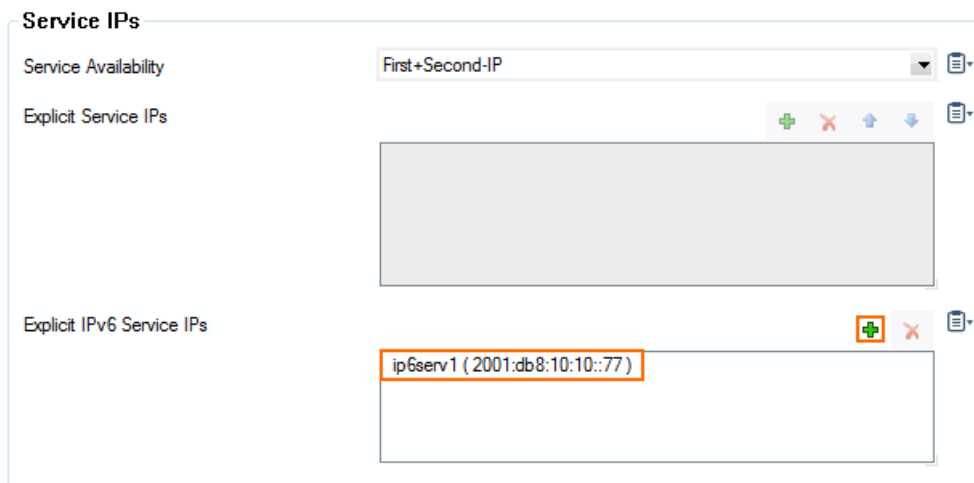 Service IPs
Service Availability
First+Second-IP
Explicit Service IPs
Explicit IPv6 Service IPs
ip6serv1 ( 2001:db8:10:10::77 )